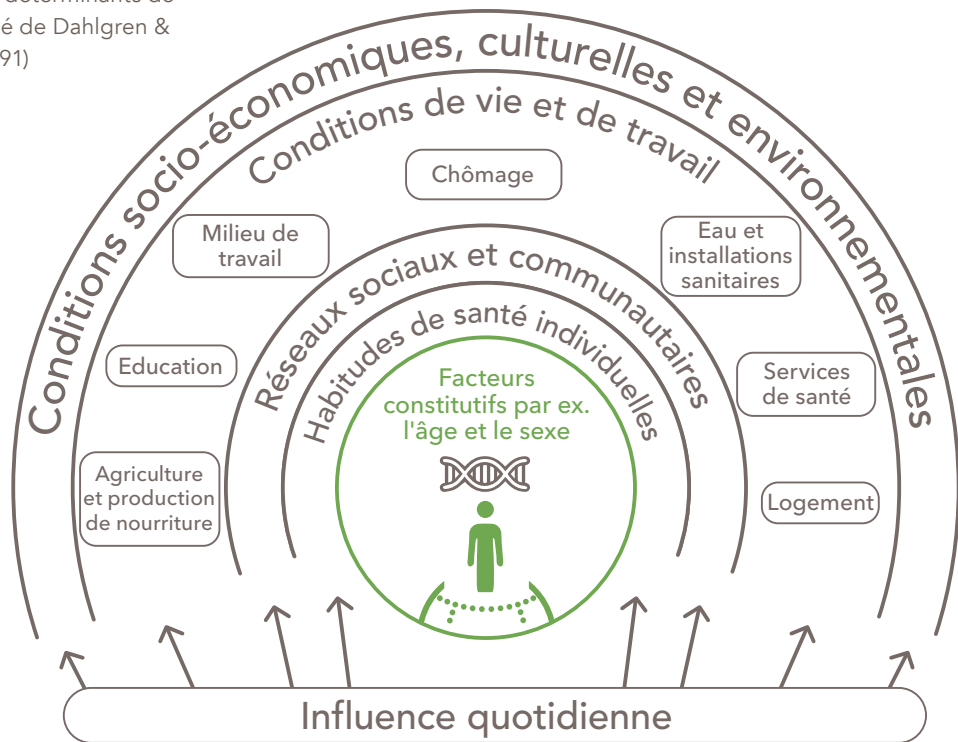 déterminants de
é de Dahlgren &
91)
Conditions socio-économiques, culturelles et environnementales
Conditions de vie et de travail
Chômage
Milieu de
travail
Eau et
installations
sanitaires
Réseaux sociaux et communautaires
Habitudes de santé individuelles
Education
Services
de santé
Facteurs
constitutifs par ex.
l'âge et le sexe
Agriculture
et production
de nourriture
Logement
Influence quotidienne